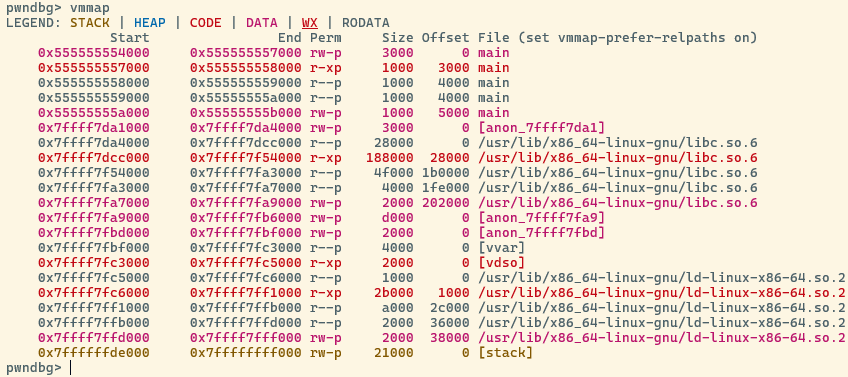 pwndbg> vmmap
LEGEND: STACK | HEAP | CODE | DATA | WX | RODATA
Start End Perm Size Offset File (set vmmap-prefer-relpaths on)
0x555555554000 0x555555557000 rw-p 3000 0 main
0x555555557000 0x555555558000 r-xp 1000 3000 main
0x555555558000 0x555555559000 r--p 1000 4000 main
0x555555559000 0x55555555a000 r--p 1000 4000 main
0x55555555a000 0x55555555b000 rw-p 1000 5000 main
0x7ffff7da1000 0x7ffff7da4000 rw-p 3000 0 [anon_7ffff7da1]
0x7ffff7da4000 0x7ffff7dcc000 r--p 28000 0 /usr/lib/x86_64-linux-gnu/libc.so.6
0x7ffff7dcc000 0x7ffff7f54000 r-xp 188000 28000 /usr/lib/x86_64-linux-gnu/libc.so.6
0x7ffff7f54000 0x7ffff7fa3000 r--p 4f000 1b0000 /usr/lib/x86_64-linux-gnu/libc.so.6
0x7ffff7fa3000 0x7ffff7fa7000 r--p 4000 1fe000 /usr/lib/x86_64-linux-gnu/libc.so.6
0x7ffff7fa7000 0x7ffff7fa9000 rw-p 2000 202000 /usr/lib/x86_64-linux-gnu/libc.so.6
0x7ffff7fa9000 0x7ffff7fb6000 rw-p d000 0 [anon_7ffff7fa9]
0x7ffff7fbd000 0x7ffff7fbf000 rw-p 2000 0 [anon_7ffff7fbd]
0x7ffff7fbf000 0x7ffff7fc3000 r--p 4000 0 [vvar]
0x7ffff7fc3000 0x7ffff7fc5000 r-xp 2000 0 [vdso]
0x7ffff7fc5000 0x7ffff7fc6000 r--p 1000 0 /usr/lib/x86_64-linux-gnu/ld-linux-x86-64.so.2
0x7ffff7fc6000 0x7ffff7ff1000 r-xp 2b000 1000 /usr/lib/x86_64-linux-gnu/ld-linux-x86-64.so.2
0x7ffff7ff1000 0x7ffff7ffb000 r--p a000 2c000 /usr/lib/x86_64-linux-gnu/ld-linux-x86-64.so.2
0x7ffff7ffb000 0x7ffff7ffd000 r--p 2000 36000 /usr/lib/x86_64-linux-gnu/ld-linux-x86-64.so.2
0x7ffff7ffd000 0x7ffff7fff000 rw-p 2000 38000 /usr/lib/x86_64-linux-gnu/ld-linux-x86-64.so.2
0x7ffffffde000 0x7ffffffff000 rw-p 21000 0 [stack]
pwndbg>